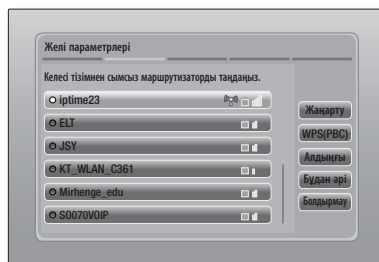 Желі параметрлері
Келесі тізімнен сымсыз маршрутизаторды таңдаңыз.
iptime23
ELT
JSY
KT_WLAN_C361
Mirhenge_edu
SO070VOIP
Жаңарту
WPS(PBC)
Алдыңғы
Бұдан әрі
Болдырмау